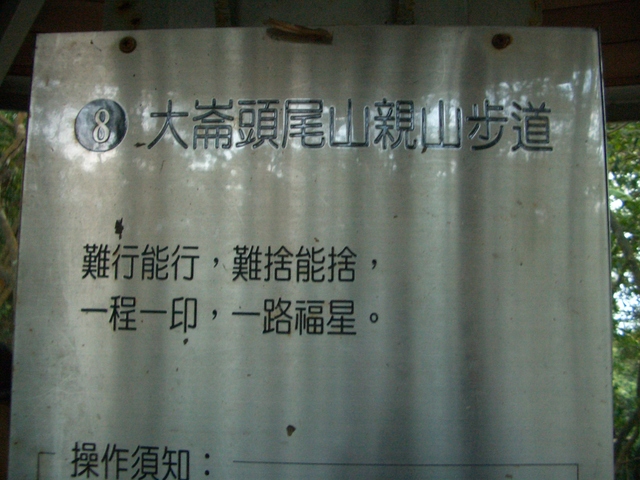 8 大崙頭尾山親山步道
難行能行，難捨能捨，
一程一印，一路福星。
操作須知：